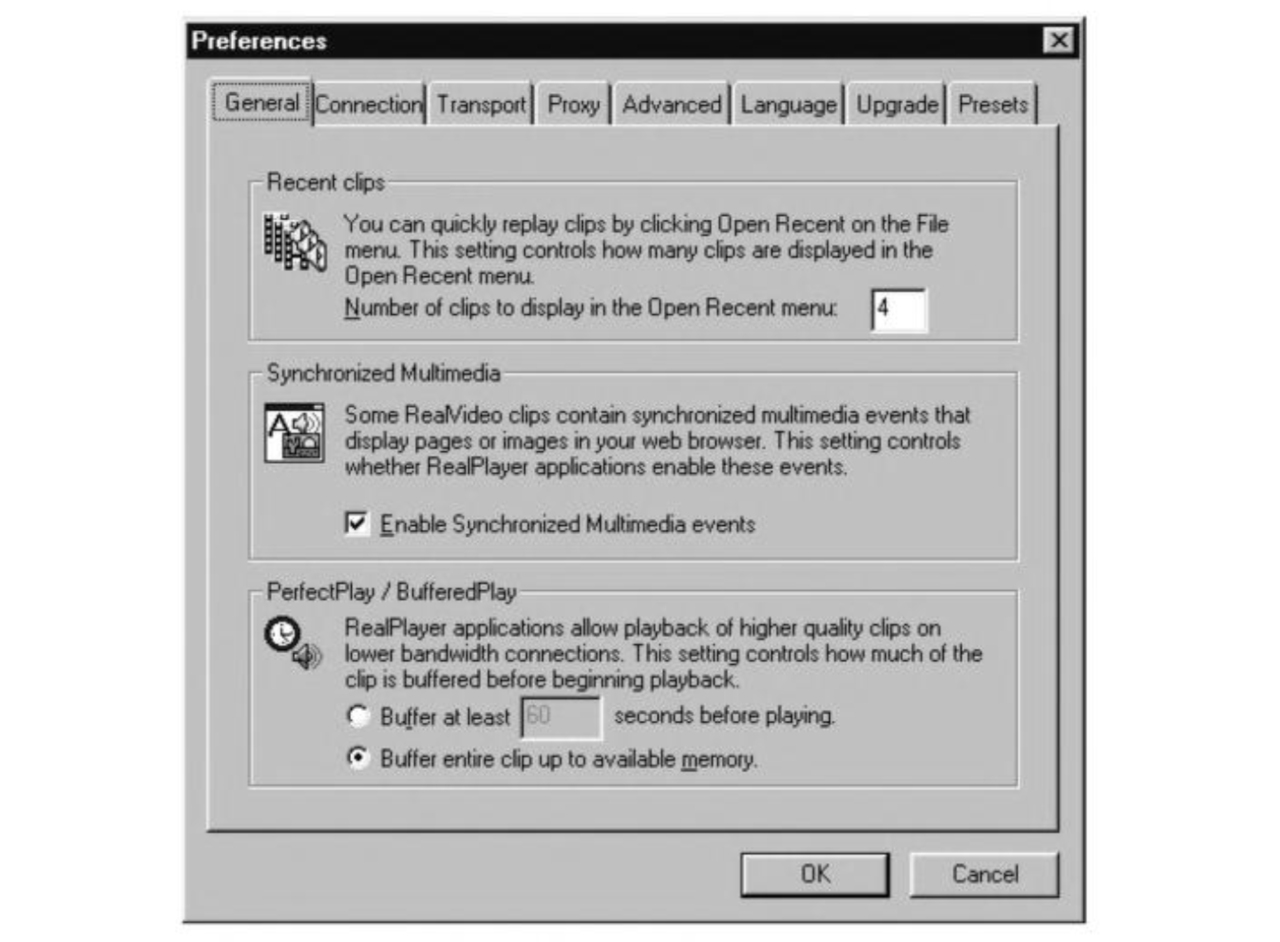 Preferences
General Connection Transport Proxy Advanced Language Upgrade Presets
Recent clips
You can quickly replay clips by clicking Open Recent on the File
menu. This setting controls how many clips are displayed in the
Open Recent menu.
Number of clips to display in the Open Recent menu: 4
Synchronized Multimedia
Some RealVideo clips contain synchronized multimedia events that
display pages or images in your web browser. This setting controls
whether RealPlayer applications enable these events.
Enable Synchronized Multimedia events
PerfectPlay / BufferedPlay
RealPlayer applications allow playback of higher quality clips on
lower bandwidth connections. This setting controls how much of the
clip is buffered before beginning playback.
Buffer at least 60 seconds before playing.
Buffer entire clip up to available memory.
OK Cancel